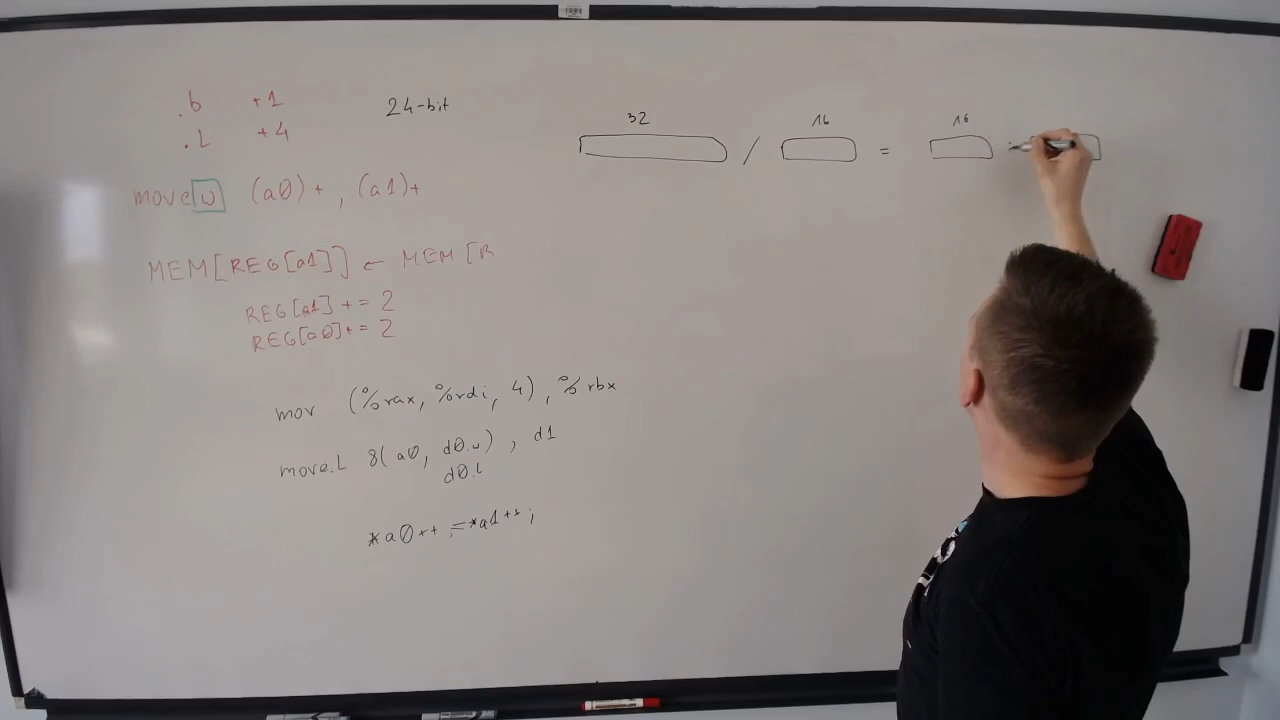 .b +1
.L +4
24-bit
move w (a0)+, (a1)+
MEM[REG[a1]] ← MEM[R
REG[a1] += 2
REG[a0] += 2
mov (%rax, %rdi, 4), %rbx
move.L 8(a0, d0.w), d1
d0.L
*a0++ = *a1++;
32 16 16
/ =